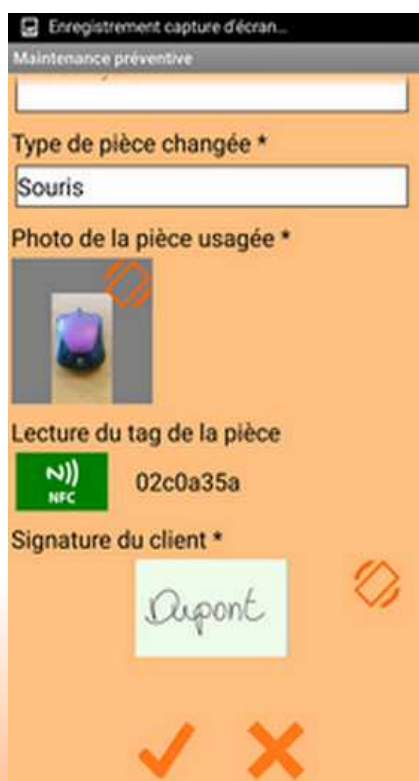 Enregistrement capture d'écran...
Maintenance préventive
Type de pièce changée *
Souris
Photo de la pièce usagée *
Lecture du tag de la pièce
NFC
02c0a35a
Signature du client *
Dupont